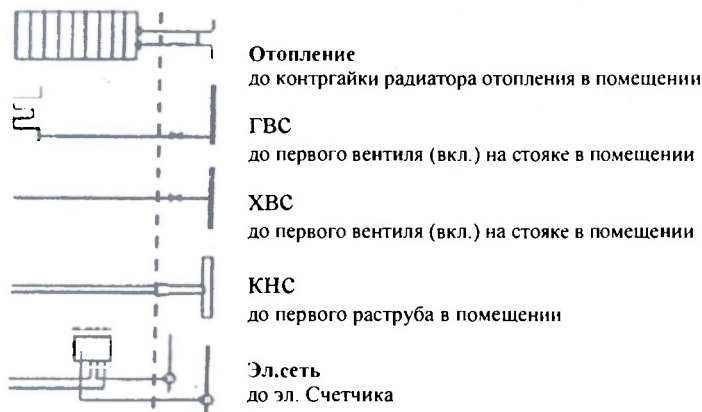 Отопление
до контргайки радиатора отопления в помещении
ГВС
до первого вентиля (вкл.) на стояке в помещении
ХВС
до первого вентиля (вкл.) на стояке в помещении
КНС
до первого раструба в помещении
Эл.сеть
до эл. Счетчика